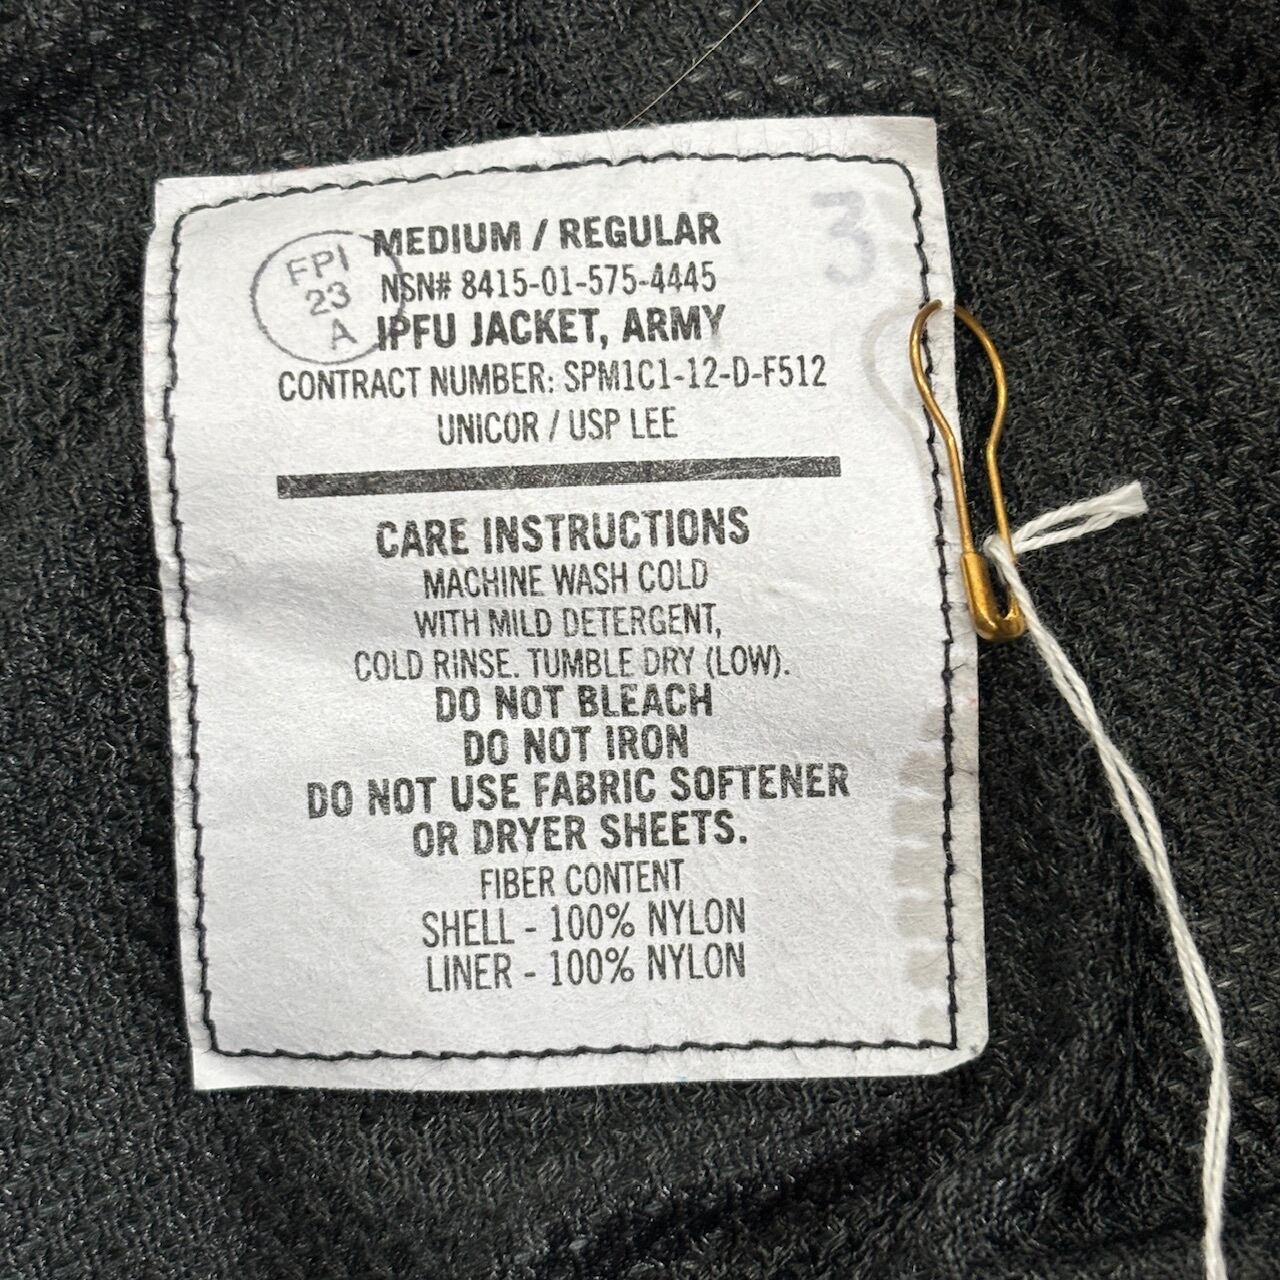 MEDIUM / REGULAR
3
FPI
23
A
NSN# 8415-01-575-4445
IPFU JACKET, ARMY
CONTRACT NUMBER: SPM1C1-12-D-F512
UNICOR / USP LEE
CARE INSTRUCTIONS
MACHINE WASH COLD
WITH MILD DETERGENT,
COLD RINSE. TUMBLE DRY (LOW).
DO NOT BLEACH
DO NOT IRON
DO NOT USE FABRIC SOFTENER
OR DRYER SHEETS.
FIBER CONTENT
SHELL - 100% NYLON
LINER - 100% NYLON